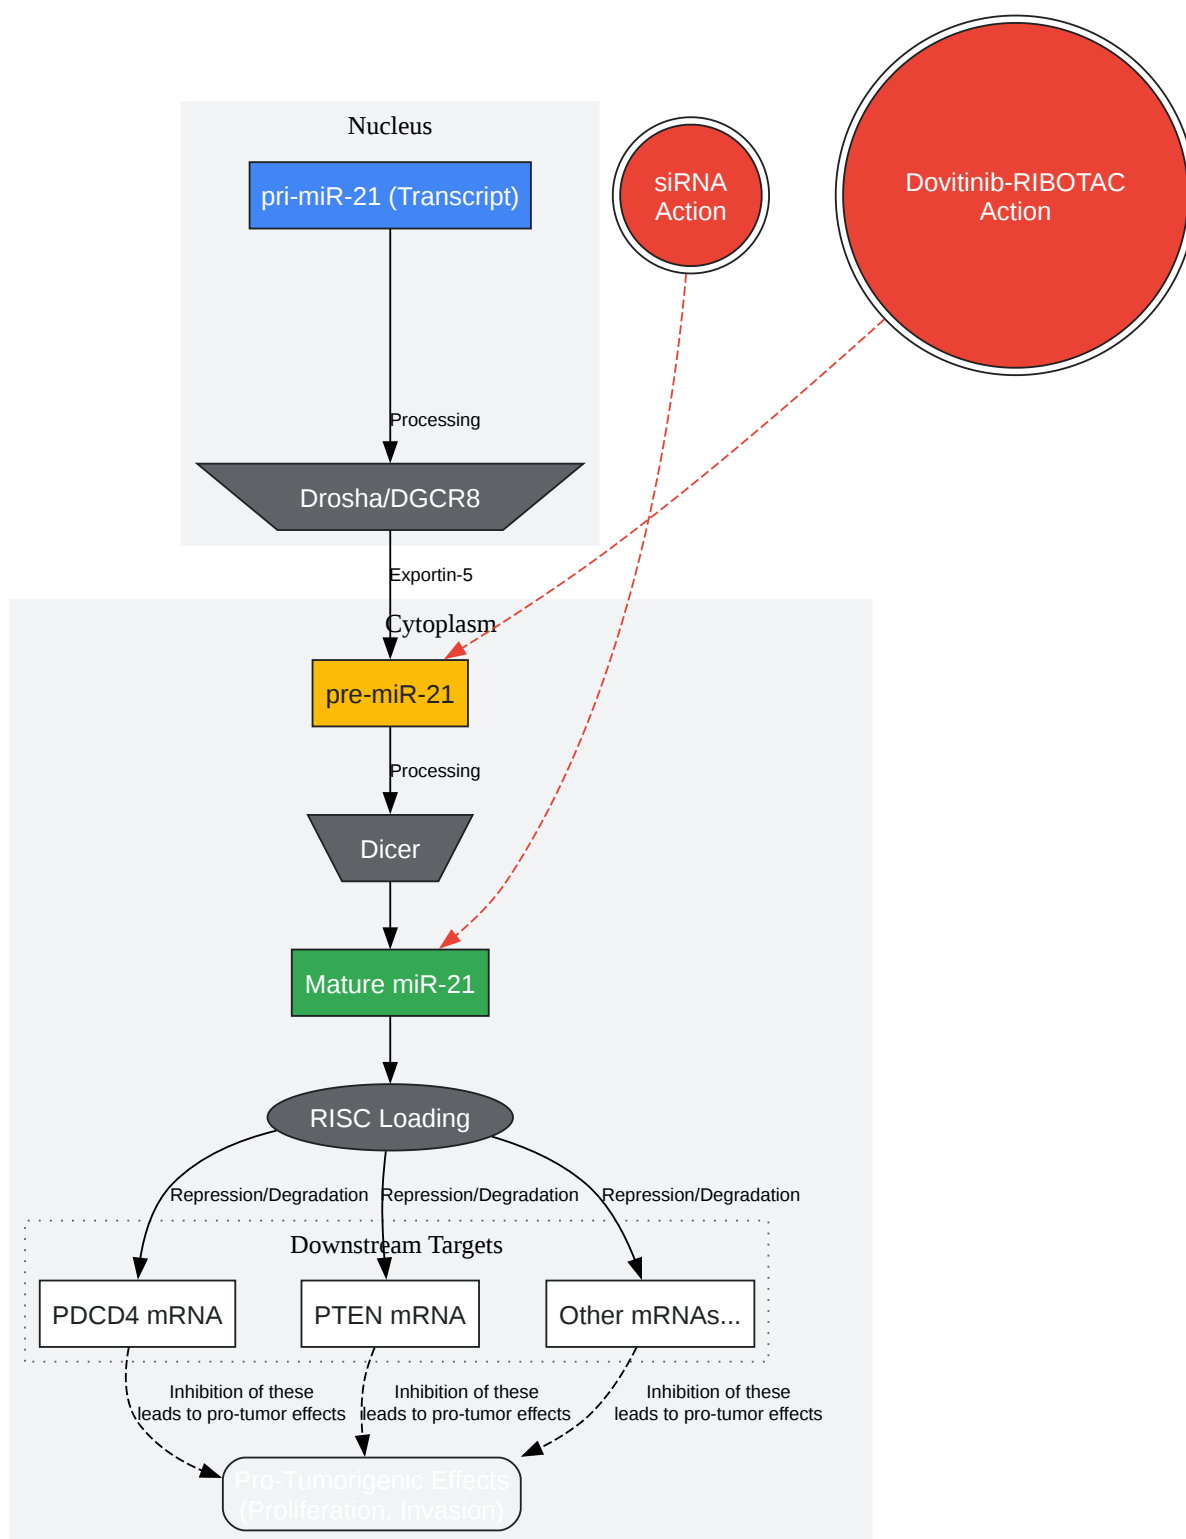 Nucleus
pri-miR-21 (Transcript)
siRNA
Action
Dovitinib-RIBOTAC
Action
Processing
Drosha/DGCR8
Exportin-5
Cytoplasm
pre-miR-21
Processing
Dicer
Mature miR-21
RISC Loading
Repression/Degradation
Repression/Degradation
Repression/Degradation
Downstream Targets
PDCD4 mRNA
PTEN mRNA
Other mRNAs...
Inhibition of these
leads to pro-tumor effects
Inhibition of these
leads to pro-tumor effects
Inhibition of these
leads to pro-tumor effects
Pro-Tumorigenic Effects
(Proliferation, Invasion)